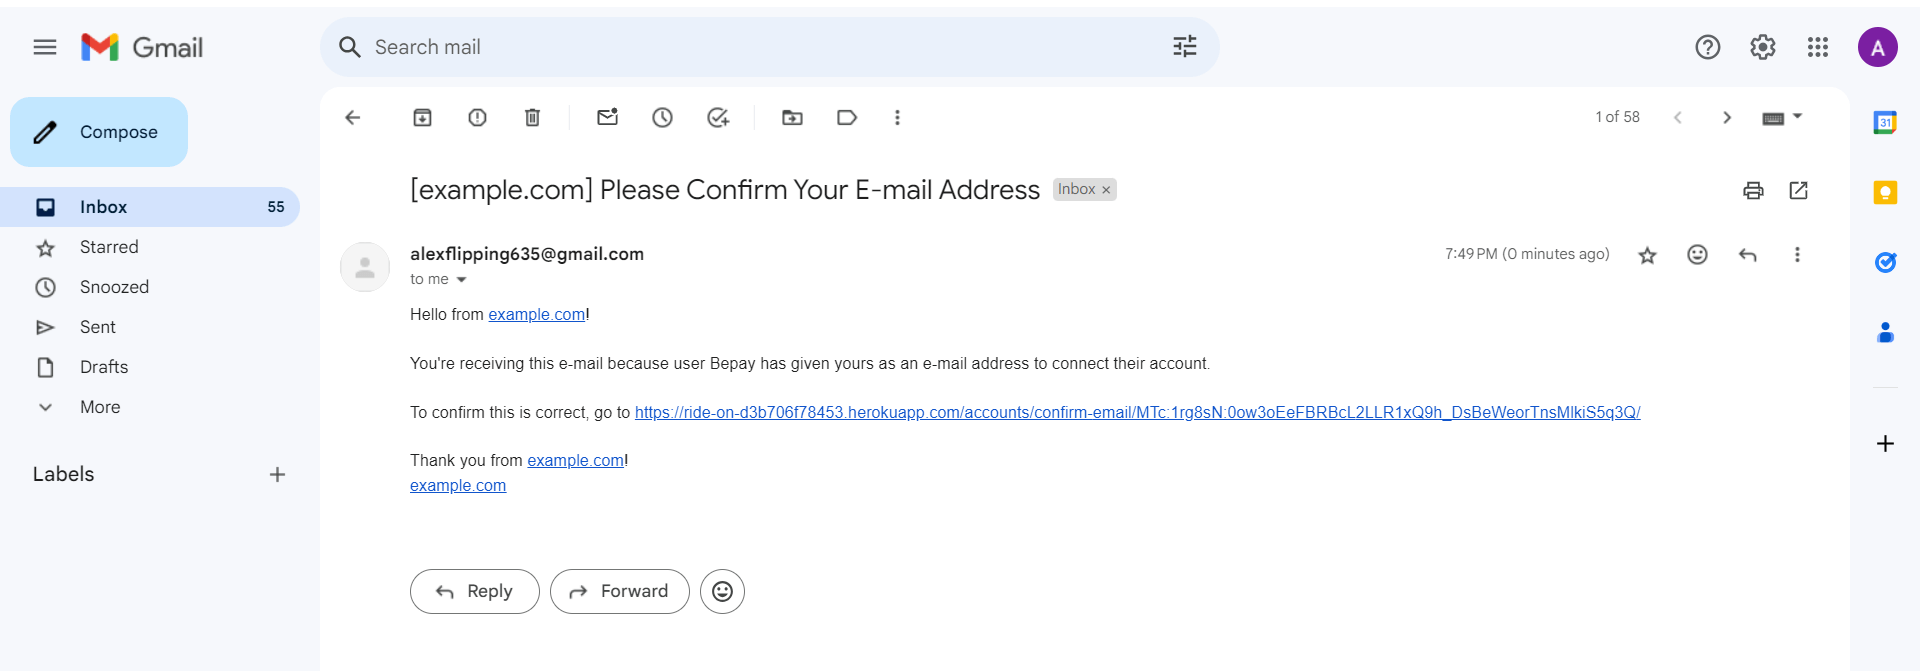 Gmail
Search mail
A
Compose
1 of 58
31
[example.com] Please Confirm Your E-mail Address Inbox ×
Inbox 55
Starred
Snoozed
Sent
Drafts
More
Labels
alexflipping635@gmail.com
7:49 PM (0 minutes ago)
to me
Hello from example.com!
You're receiving this e-mail because user Bepay has given yours as an e-mail address to connect their account.
To confirm this is correct, go to https://ride-on-d3b706f78453.herokuapp.com/accounts/confirm-email/MTc:1rg8sN:0ow3oEeFBRBcL2LLR1xQ9h_DsBeWeorTnsMlkiS5q3Q/
Thank you from example.com!
example.com
Reply
Forward